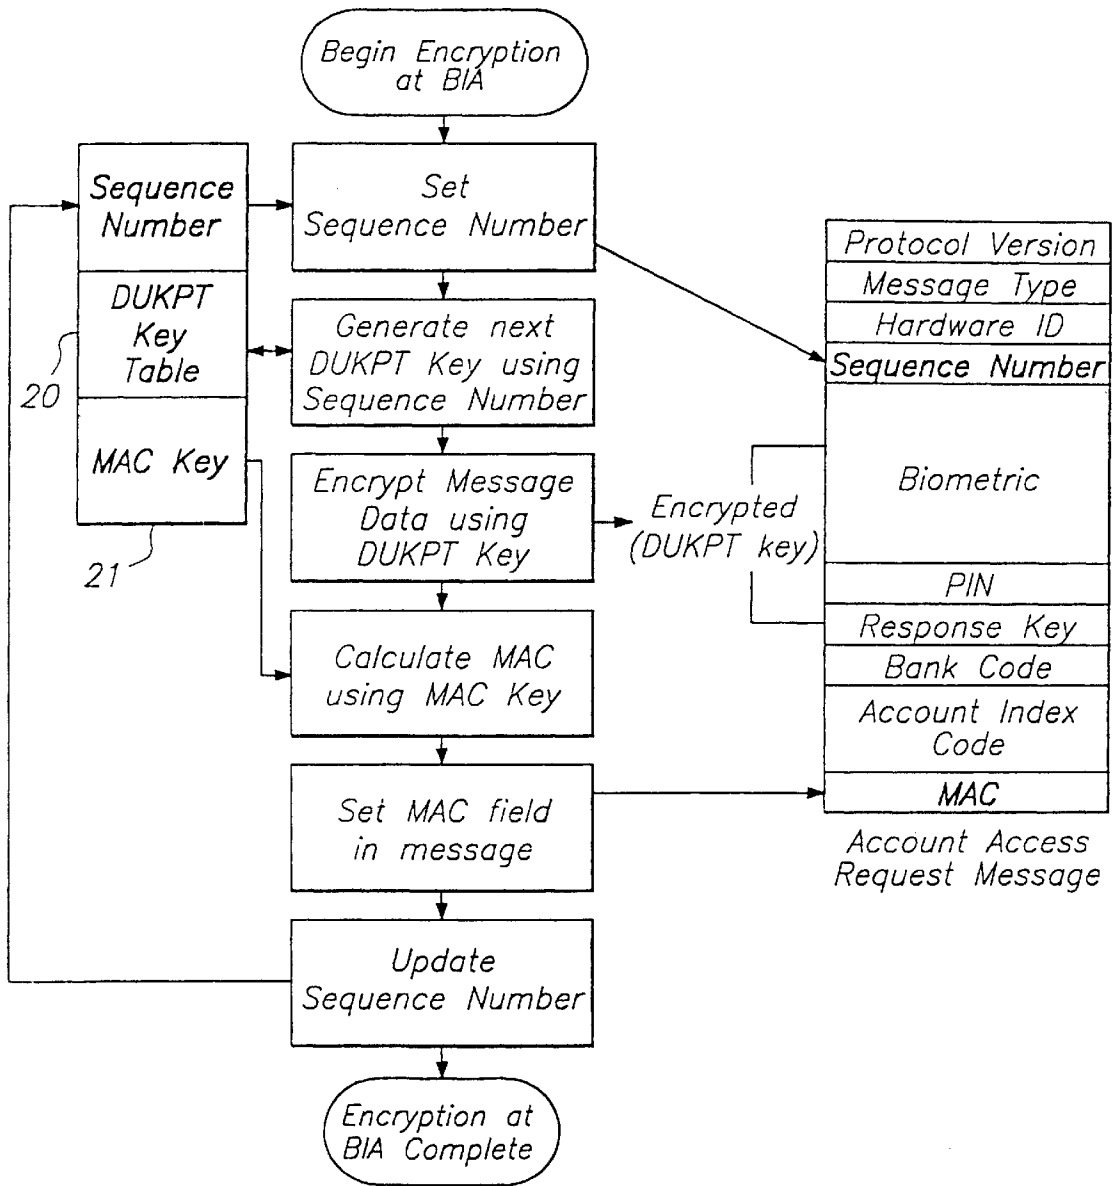 Begin Encryption
at BIA
Sequence
Number
DUKPT
Key
Table
MAC Key
20
21
Set
Sequence Number
Generate next
DUKPT Key using
Sequence Number
Encrypt Message
Data using
DUKPT Key
Calculate MAC
using MAC Key
Set MAC field
in message
Update
Sequence Number
Encryption at
BIA Complete
Encrypted
(DUKPT key)
Protocol Version
Message Type
Hardware ID
Sequence Number
Biometric
PIN
Response Key
Bank Code
Account Index
Code
MAC
Account Access
Request Message